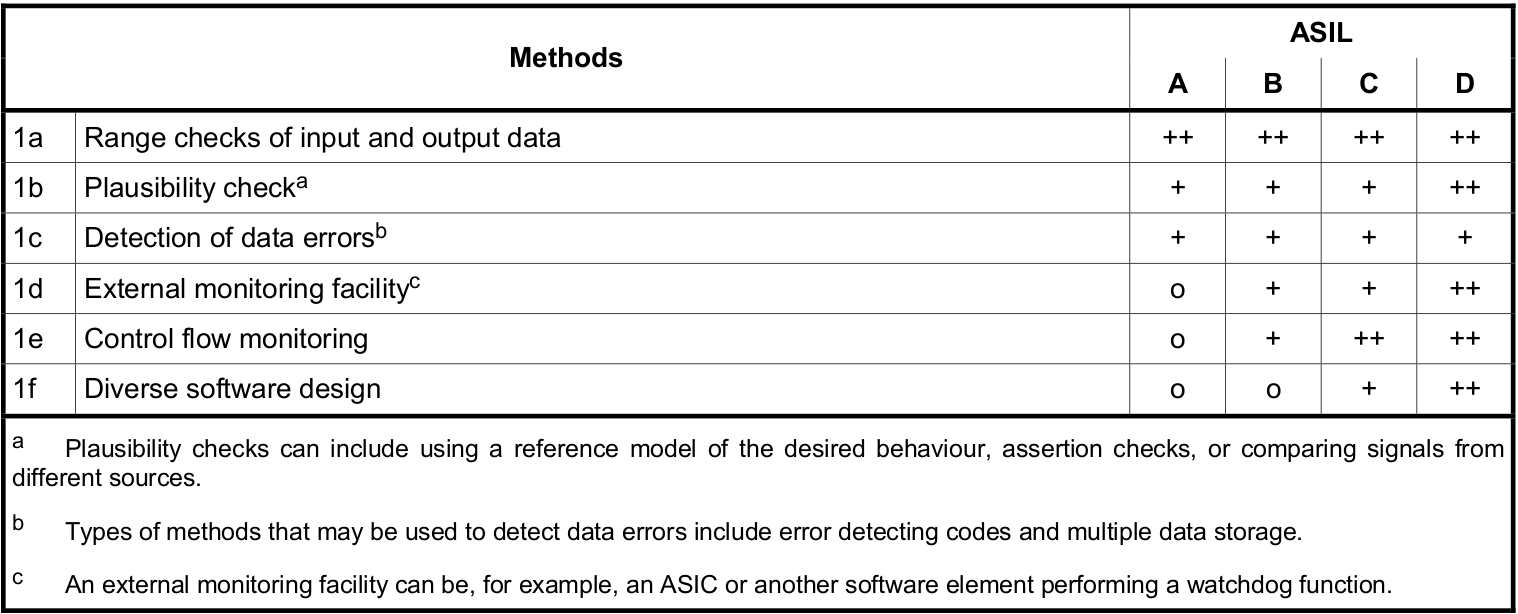 Methods ASIL
A B C D
1a Range checks of input and output data ++ ++ ++ ++
1b Plausibility check^a + + + ++
1c Detection of data errors^b + + + +
1d External monitoring facility^c o + + ++
1e Control flow monitoring o + ++ ++
1f Diverse software design o o + ++
a Plausibility checks can include using a reference model of the desired behaviour, assertion checks, or comparing signals from
different sources.
b Types of methods that may be used to detect data errors include error detecting codes and multiple data storage.
c An external monitoring facility can be, for example, an ASIC or another software element performing a watchdog function.